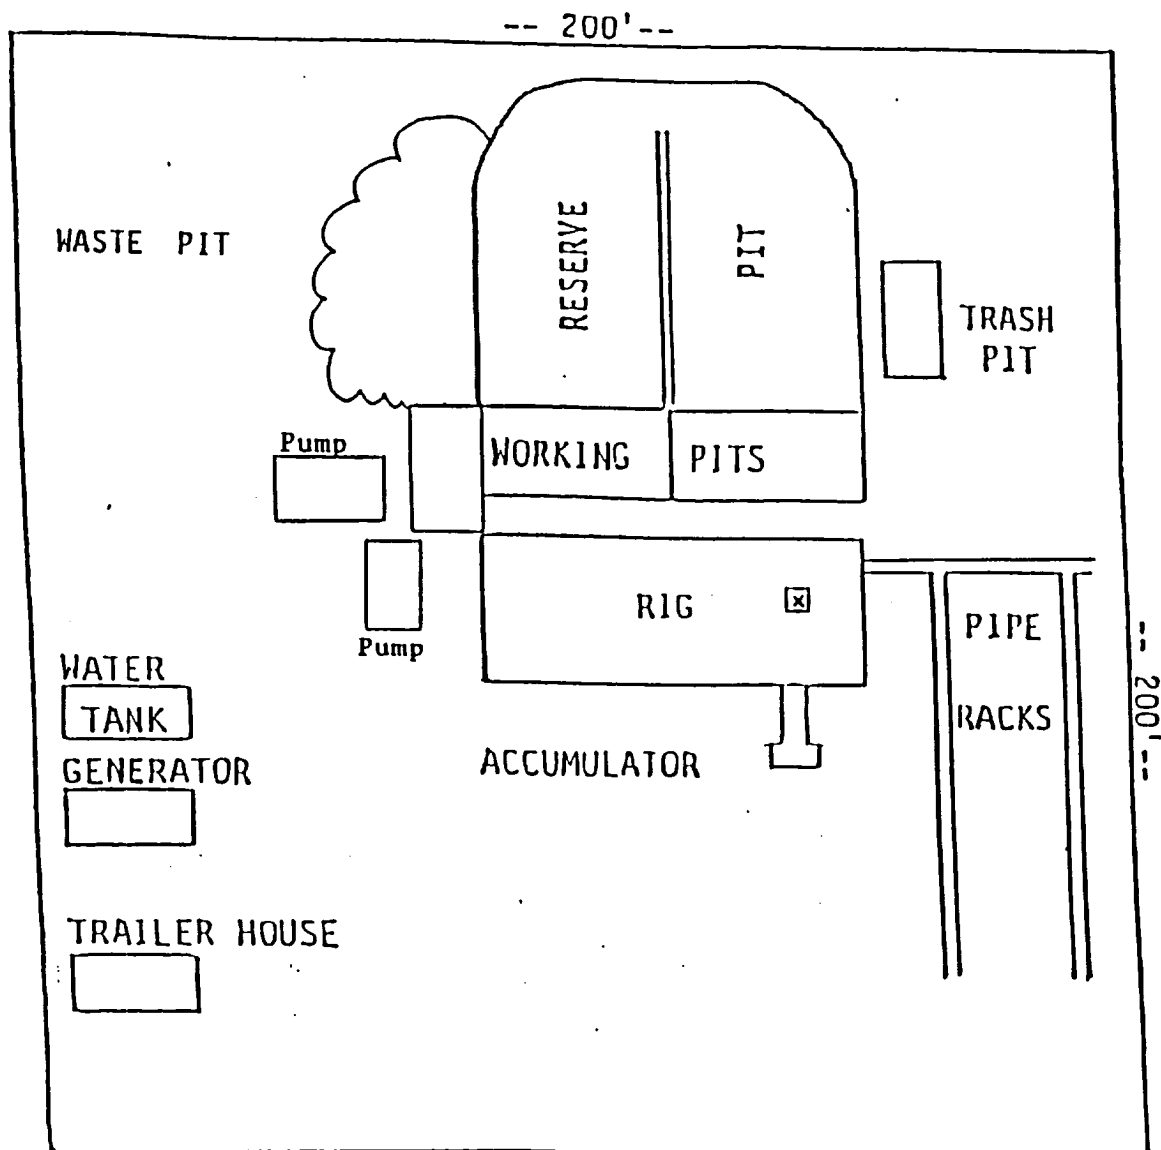 -- 200'--
WASTE PIT
RESERVE
PIT
TRASH
PIT
Pump
WORKING PITS
RIG
x
PIPE
Pump
WATER
TANK
RACKS
-- 200'--
GENERATOR
ACCUMULATOR
TRAILER HOUSE